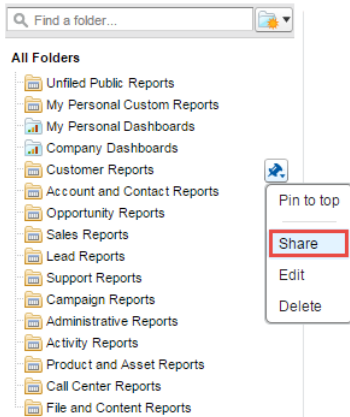 Find a folder...
All Folders
Unfiled Public Reports
My Personal Custom Reports
My Personal Dashboards
Company Dashboards
Customer Reports
Account and Contact Reports
Opportunity Reports
Sales Reports
Lead Reports
Support Reports
Campaign Reports
Administrative Reports
Activity Reports
Product and Asset Reports
Call Center Reports
File and Content Reports
Pin to top
Share
Edit
Delete